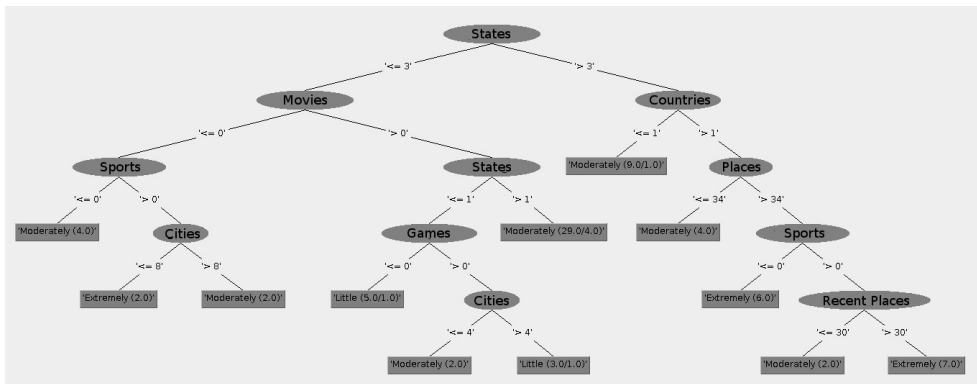 States
'<= 3' '> 3'
Movies Countries
'<= 0' '> 0' '<= 1' '> 1'
Sports States 'Moderately (9.0/1.0)' Places
'<= 0' '> 0' '<= 1' '> 1' '<= 34' '> 34'
'Moderately (4.0)' Cities Games 'Moderately (29.0/4.0)' 'Moderately (4.0)' Sports
'<= 8' '> 8' '<= 0' '> 0' '<= 0' '> 0'
'Extremely (2.0)' 'Moderately (2.0)' 'Little (5.0/1.0)' Cities 'Extremely (6.0)' Recent Places
'<= 4' '> 4' '<= 30' '> 30'
'Moderately (2.0)' 'Little (3.0/1.0)' 'Moderately (2.0)' 'Extremely (7.0)'